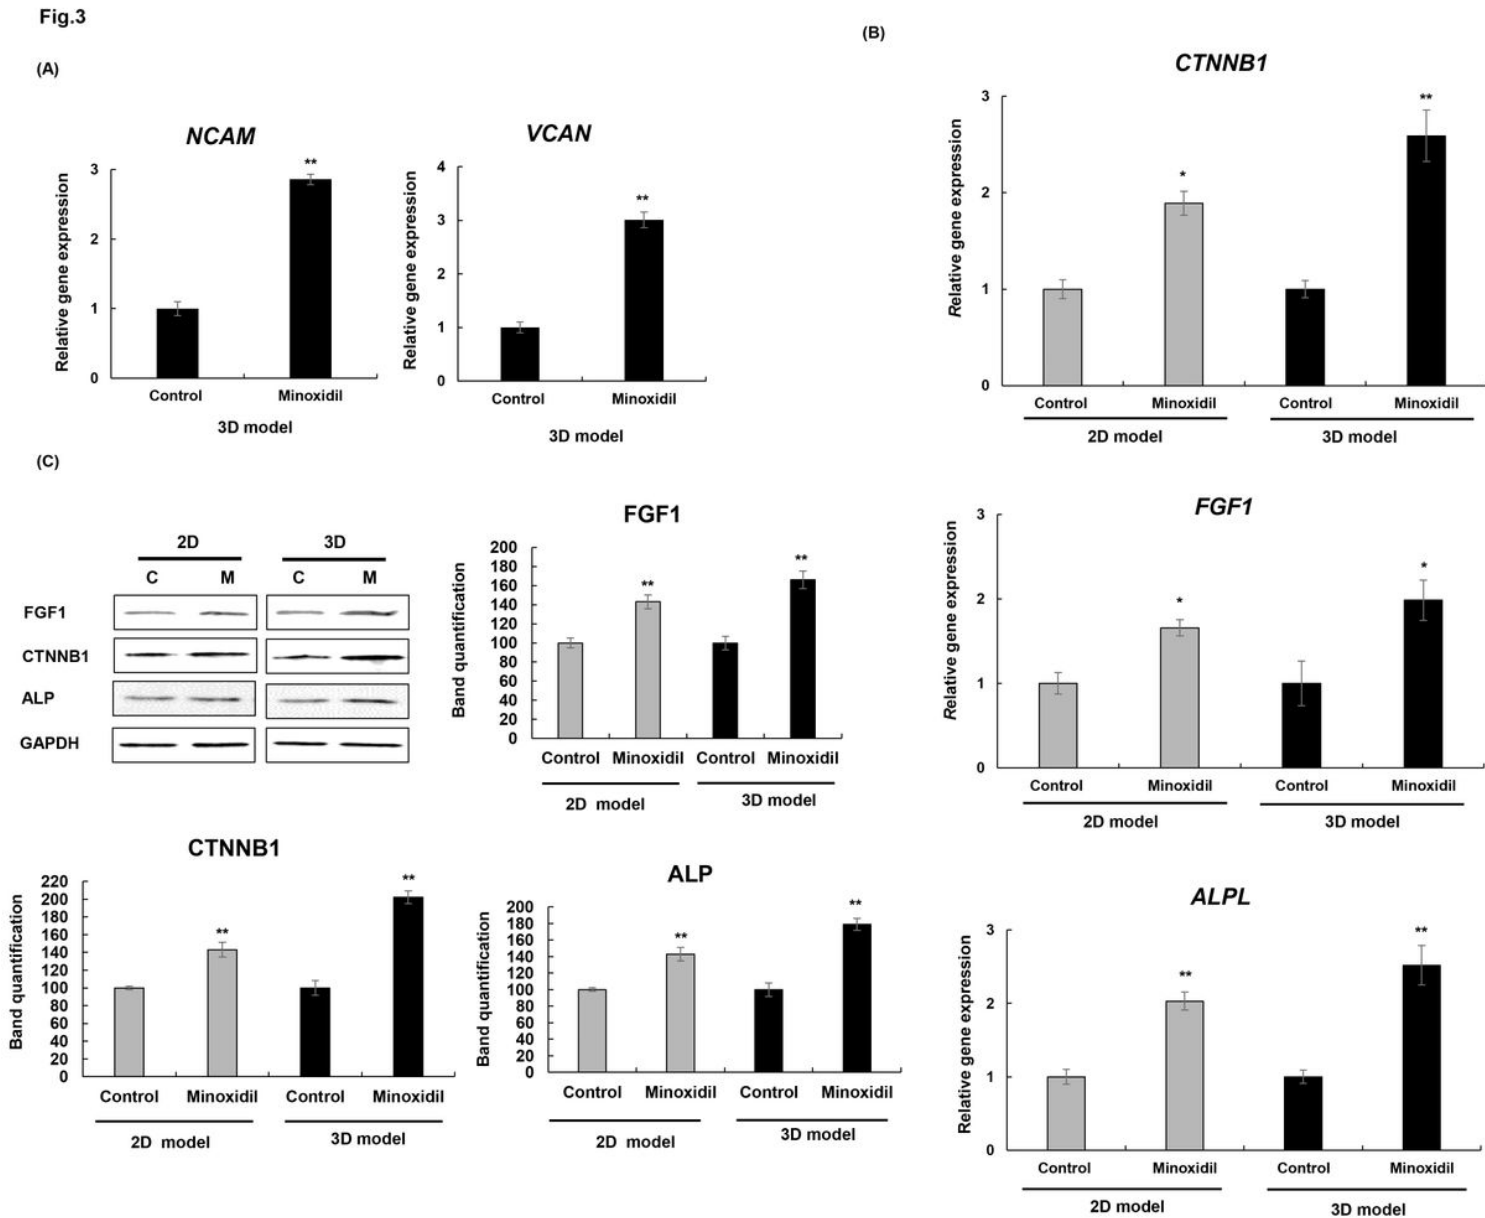 Fig.3
(A)
NCAM
Relative gene expression
3
2
1
0
**
Control Minoxidil
3D model
VCAN
Relative gene expression
4
3
2
1
0
**
Control Minoxidil
3D model
(B)
CTNNB1
Relative gene expression
3
2
1
0
*
**
Control Minoxidil Control Minoxidil
2D model 3D model
FGF1
Relative gene expression
3
2
1
0
*
*
Control Minoxidil Control Minoxidil
2D model 3D model
ALPL
Relative gene expression
3
2
1
0
**
**
Control Minoxidil Control Minoxidil
2D model 3D model
(C)
2D 3D
C M C M
FGF1
CTNNB1
ALP
GAPDH
FGF1
Band quantification
200
180
160
140
120
100
80
60
40
20
0
**
**
Control Minoxidil Control Minoxidil
2D model 3D model
CTNNB1
Band quantification
220
200
180
160
140
120
100
80
60
40
20
0
**
**
Control Minoxidil Control Minoxidil
2D model 3D model
ALP
Band quantification
200
180
160
140
120
100
80
60
40
20
0
**
**
Control Minoxidil Control Minoxidil
2D model 3D model